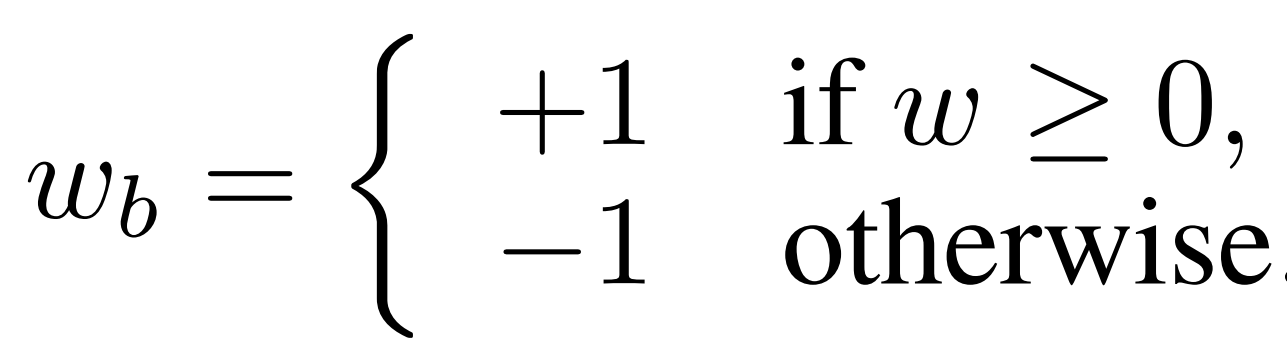 w_b = { +1 if w ≥ 0,
−1 otherwise.